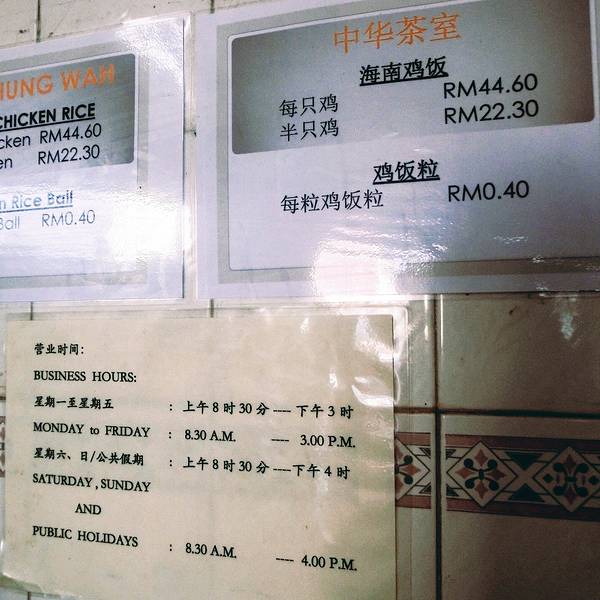 HUNG WAH
CHICKEN RICE
cken RM44.60
en RM22.30
n Rice Ball
Ball RM0.40
中华茶室
海南鸡饭
每只鸡 RM44.60
半只鸡 RM22.30
鸡饭粒
每粒鸡饭粒 RM0.40
营业时间:
BUSINESS HOURS:
星期一至星期五 : 上午 8 时 30 分 ---- 下午 3 时
MONDAY to FRIDAY : 8.30 A.M. ---- 3.00 P.M.
星期六、日/公共假期 : 上午 8 时 30 分 ---- 下午 4 时
SATURDAY , SUNDAY
AND
PUBLIC HOLIDAYS : 8.30 A.M. ---- 4.00 P.M.